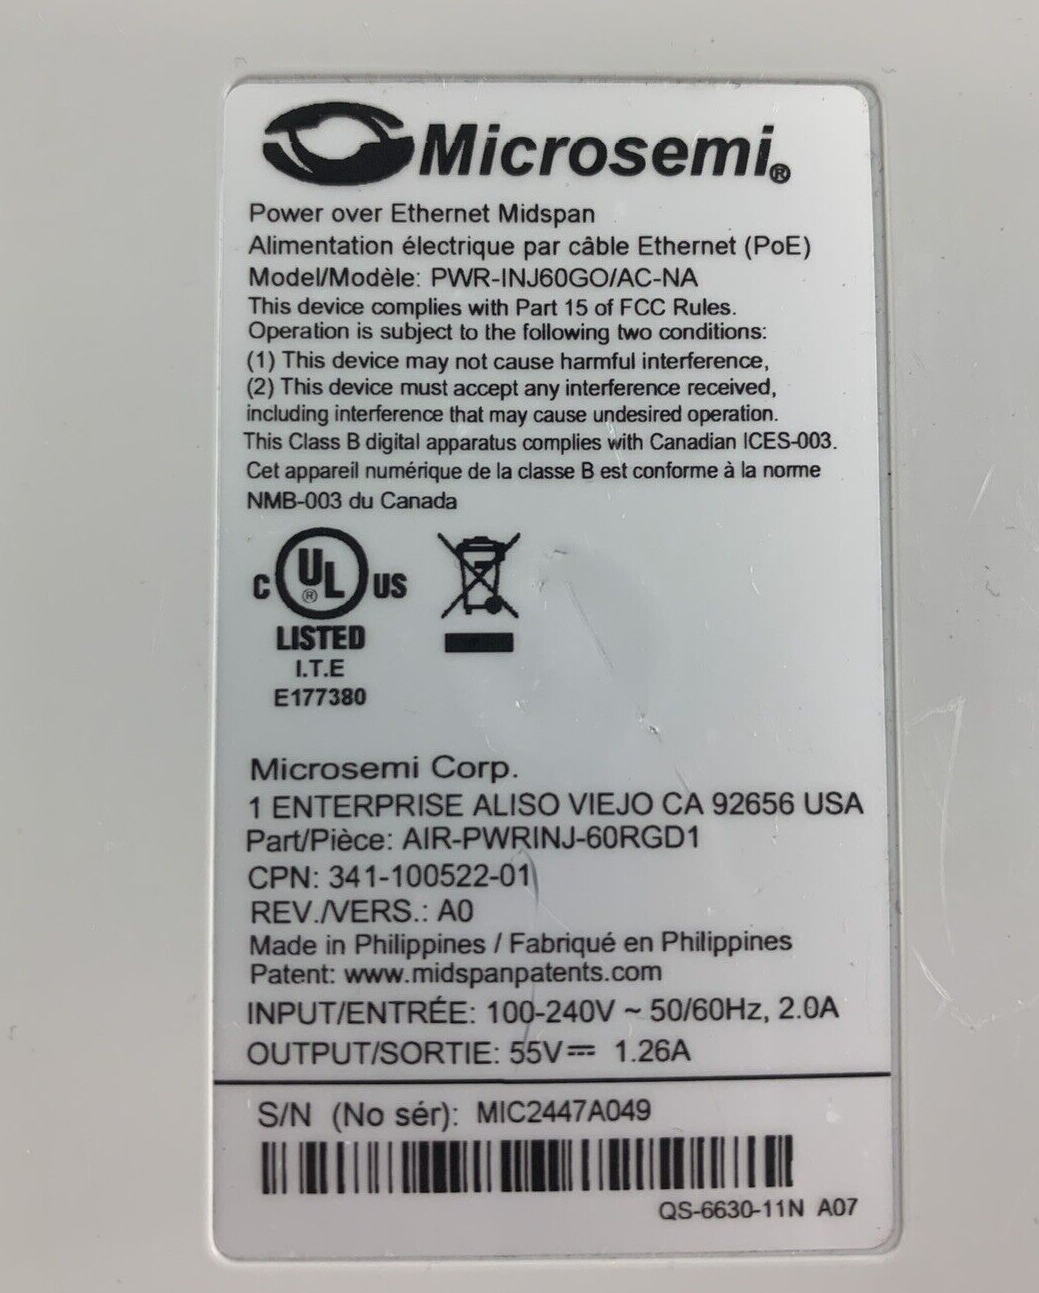 Microsemi®
Power over Ethernet Midspan
Alimentation électrique par câble Ethernet (PoE)
Model/Modèle: PWR-INJ60GO/AC-NA
This device complies with Part 15 of FCC Rules.
Operation is subject to the following two conditions:
(1) This device may not cause harmful interference,
(2) This device must accept any interference received,
including interference that may cause undesired operation.
This Class B digital apparatus complies with Canadian ICES-003.
Cet appareil numérique de la classe B est conforme à la norme
NMB-003 du Canada
C UL® US
LISTED
I.T.E
E177380
Microsemi Corp.
1 ENTERPRISE ALISO VIEJO CA 92656 USA
Part/Pièce: AIR-PWRINJ-60RGD1
CPN: 341-100522-01
REV./VERS.: A0
Made in Philippines / Fabriqué en Philippines
Patent: www.midspanpatents.com
INPUT/ENTRÉE: 100-240V ~ 50/60Hz, 2.0A
OUTPUT/SORTIE: 55V⎓ 1.26A
S/N (No sér): MIC2447A049
QS-6630-11N A07